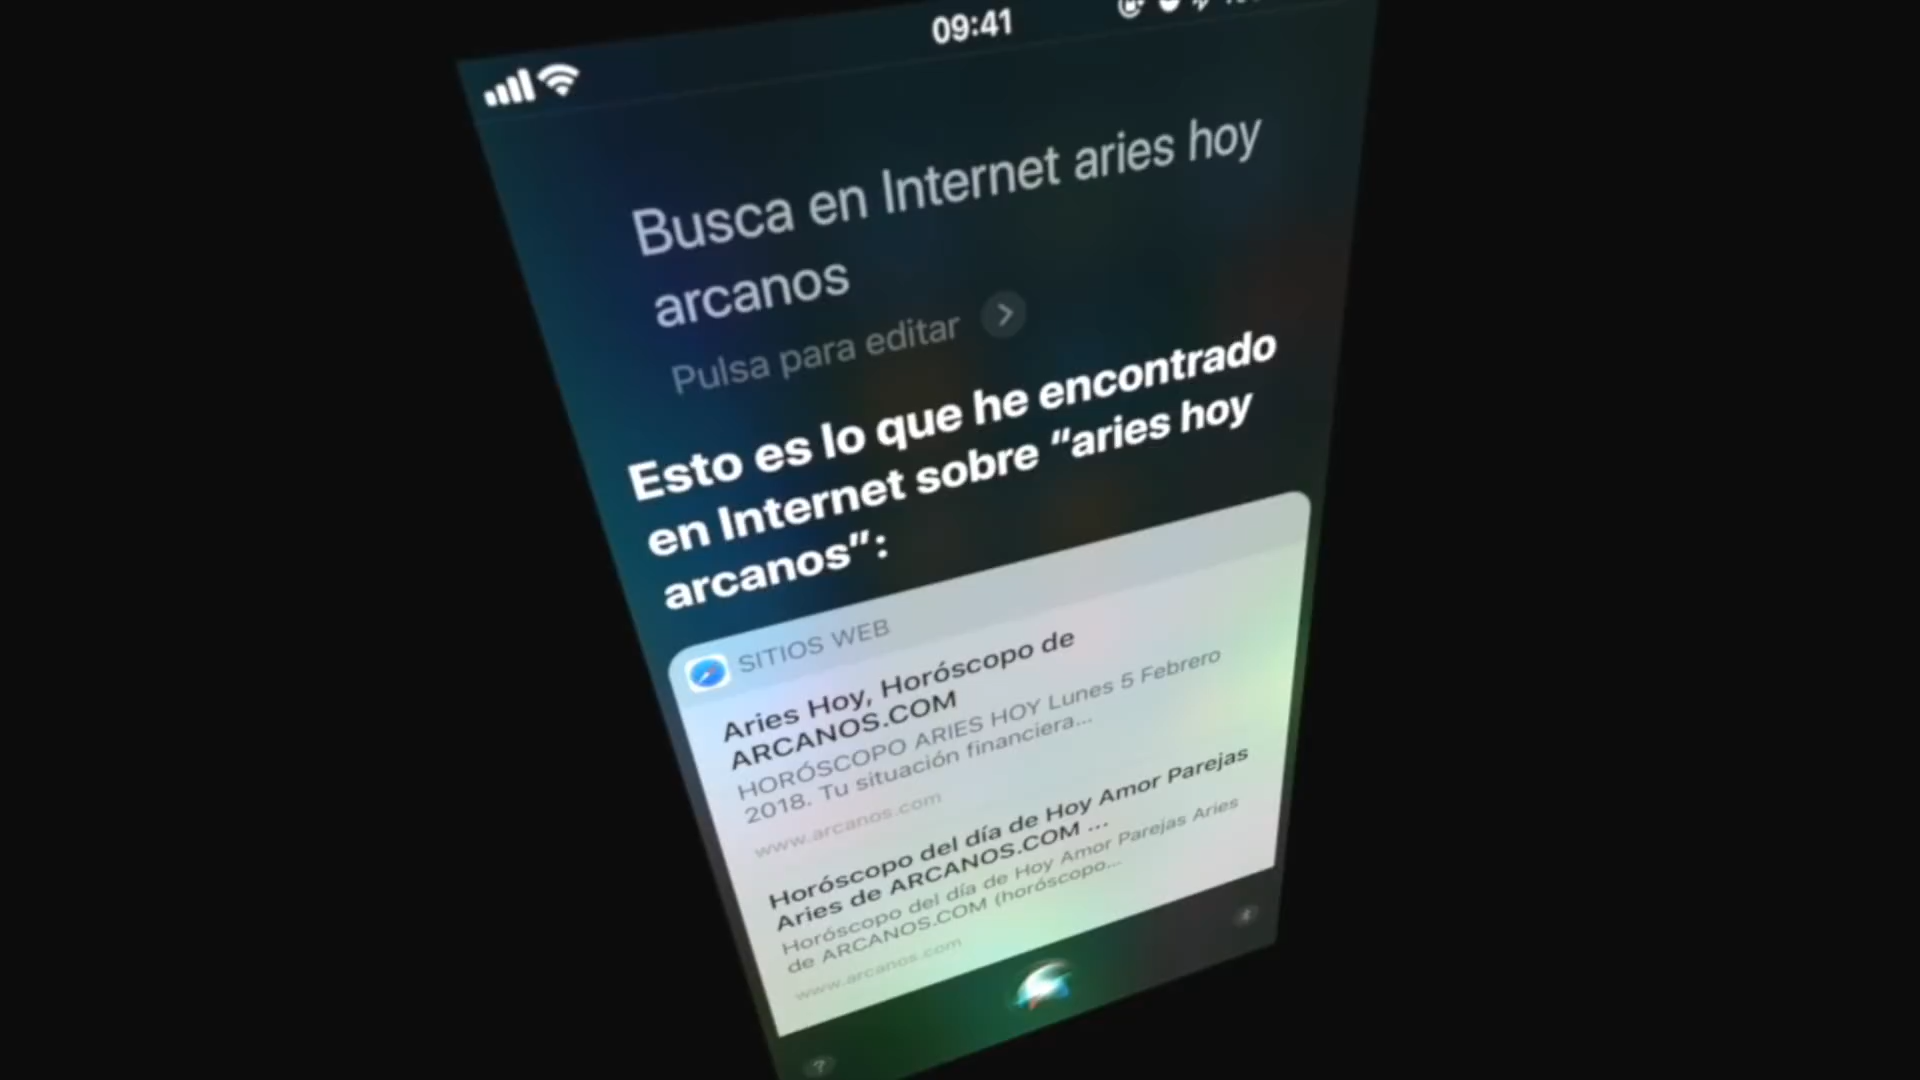 09:41
Busca en Internet aries hoy
arcanos
Pulsa para editar
Esto es lo que he encontrado
en Internet sobre “aries hoy
arcanos”:
SITIOS WEB
Aries Hoy, Horóscopo de
ARCANOS.COM
HORÓSCOPO ARIES HOY Lunes 5 Febrero
2018. Tu situación financiera...
www.arcanos.com
Horóscopo del día de Hoy Amor Parejas
Aries de ARCANOS.COM ...
Horóscopo del día de Hoy Amor Parejas Aries
de ARCANOS.COM (horóscopo...
www.arcanos.com
?